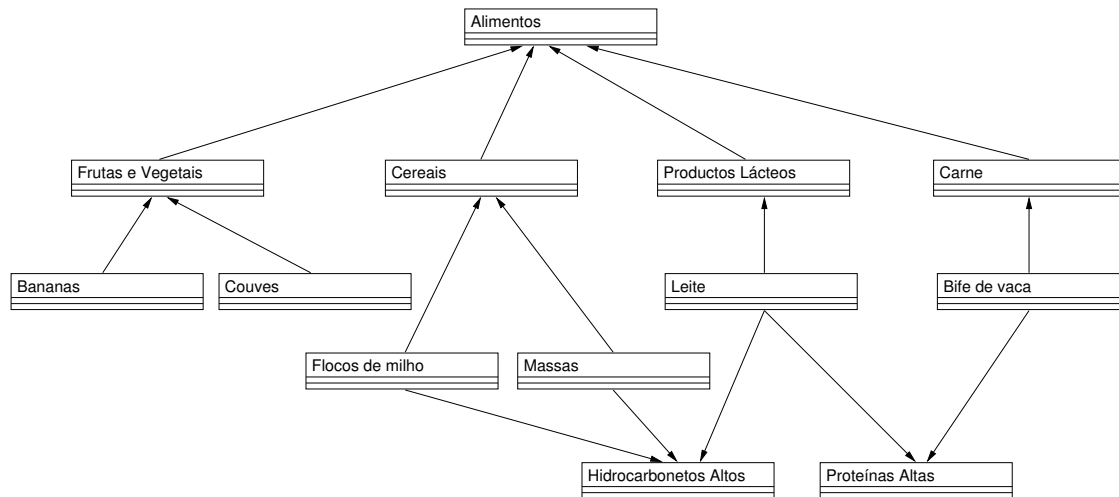 Alimentos
Frutas e Vegetais
Cereais
Productos Lácteos
Carne
Bananas
Couves
Leite
Bife de vaca
Flocos de milho
Massas
Hidrocarbonetos Altos
Proteínas Altas